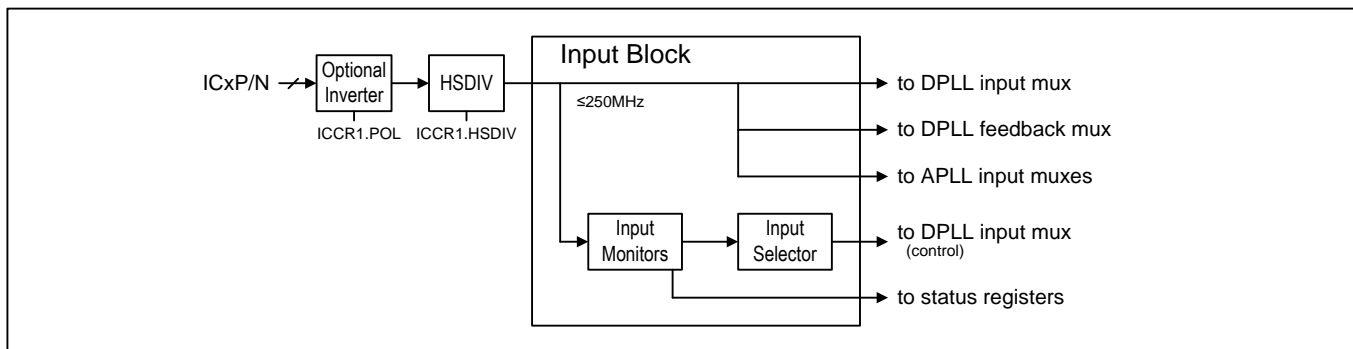 Input Block
ICxP/N
Optional
Inverter
HSDIV
ICCR1.POL
ICCR1.HSDIV
≤250MHz
to DPLL input mux
to DPLL feedback mux
to APLL input muxes
Input
Monitors
Input
Selector
to DPLL input mux
(control)
to status registers